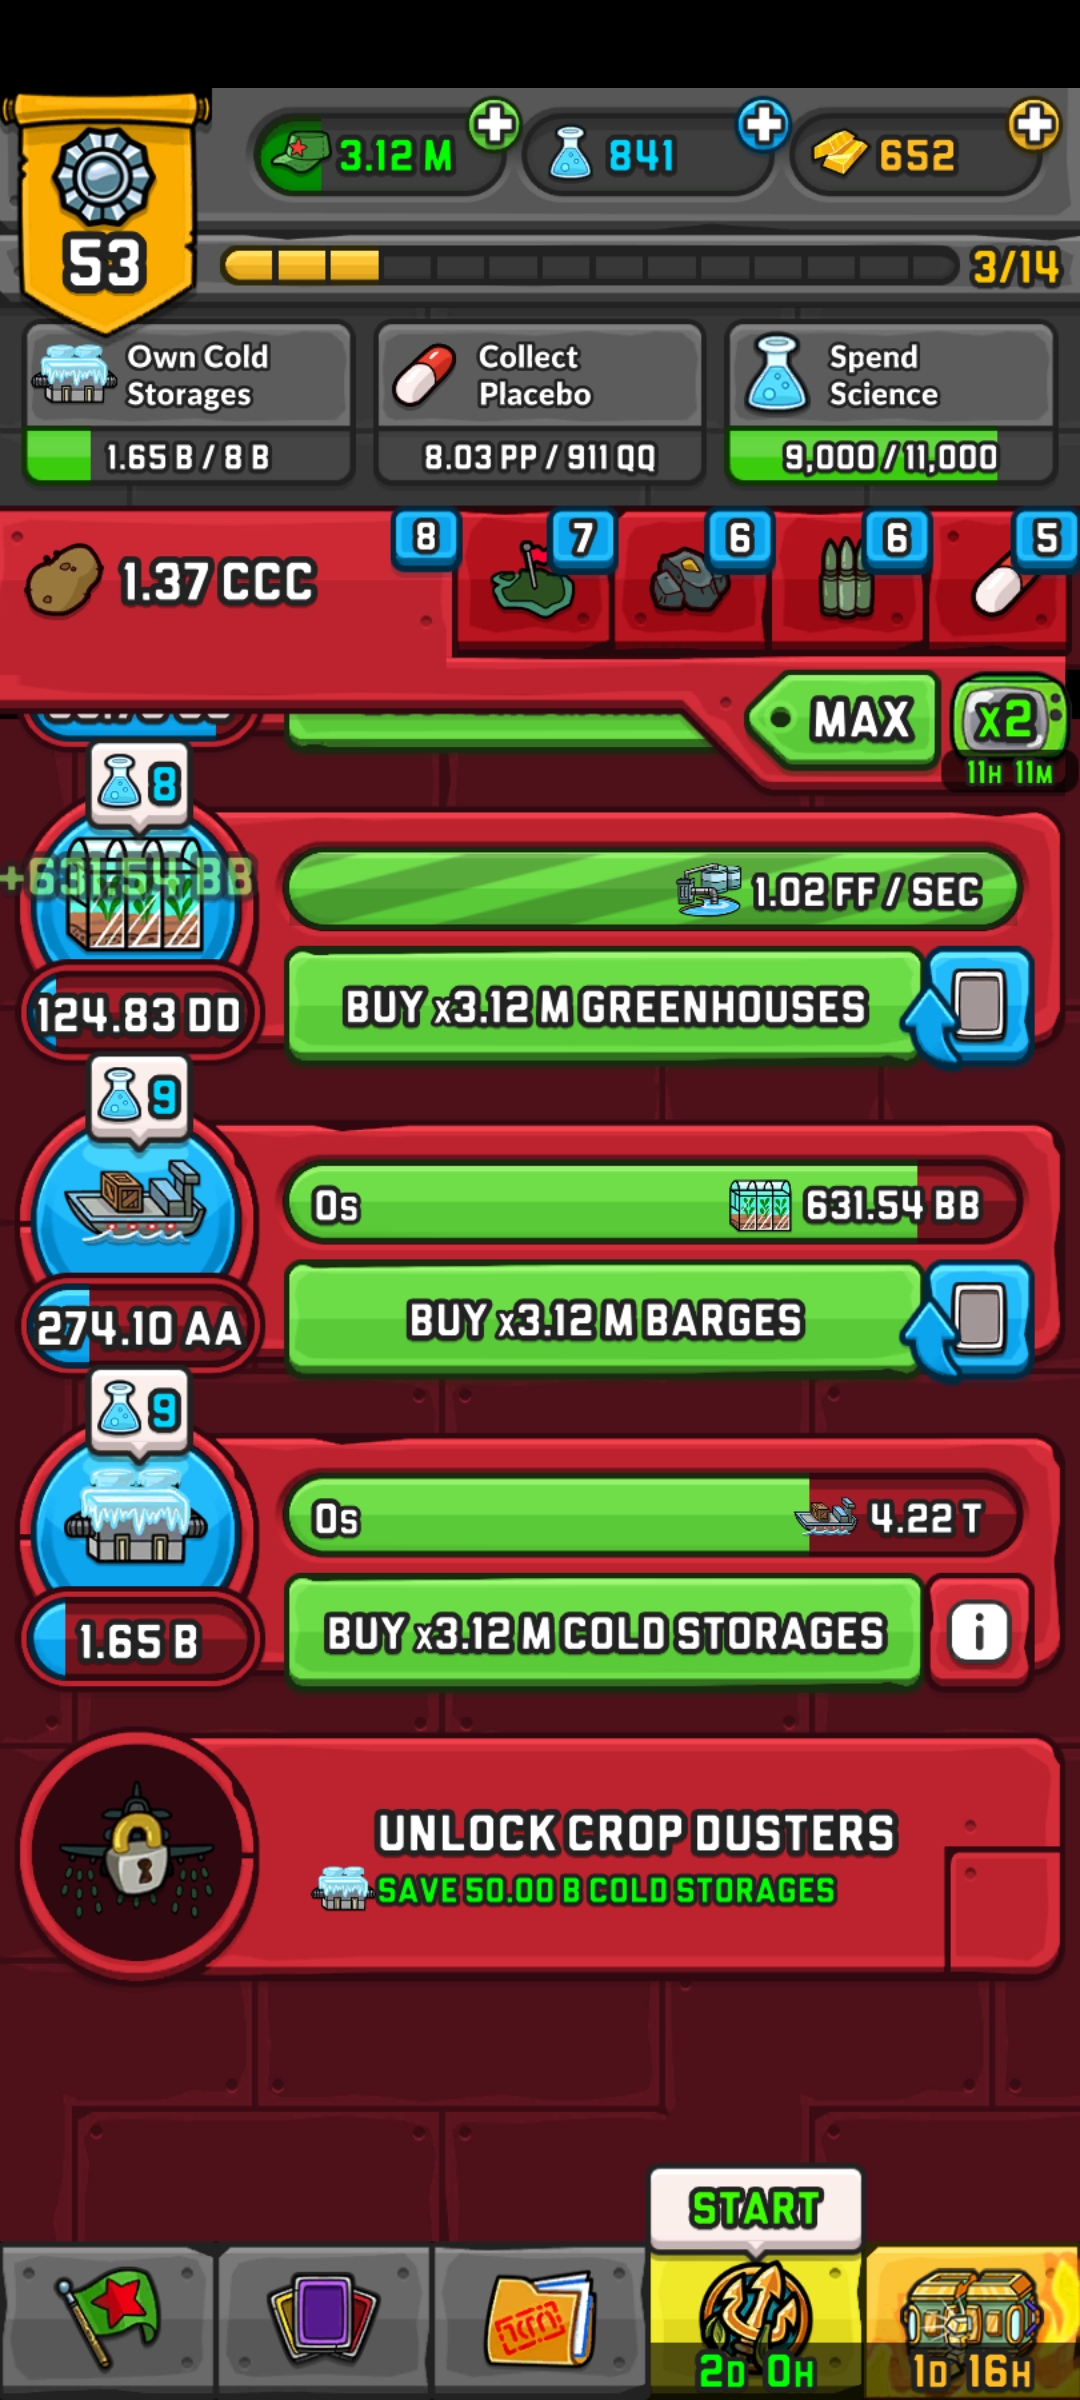 3.12 M
841
652
53
3/14
Own Cold
Storages
1.65 B / 8 B
Collect
Placebo
8.03 PP / 911 QQ
Spend
Science
9,000 / 11,000
1.37 CCC
8
7
6
6
5
MAX
x2
11H 11M
8
+631.54 BB
1.02 FF / SEC
124.83 DD
BUY x3.12 M GREENHOUSES
9
0s
631.54 BB
274.10 AA
BUY x3.12 M BARGES
9
0s
4.22 T
1.65 B
BUY x3.12 M COLD STORAGES
i
UNLOCK CROP DUSTERS
SAVE 50.00 B COLD STORAGES
START
2D 0H
1D 16H